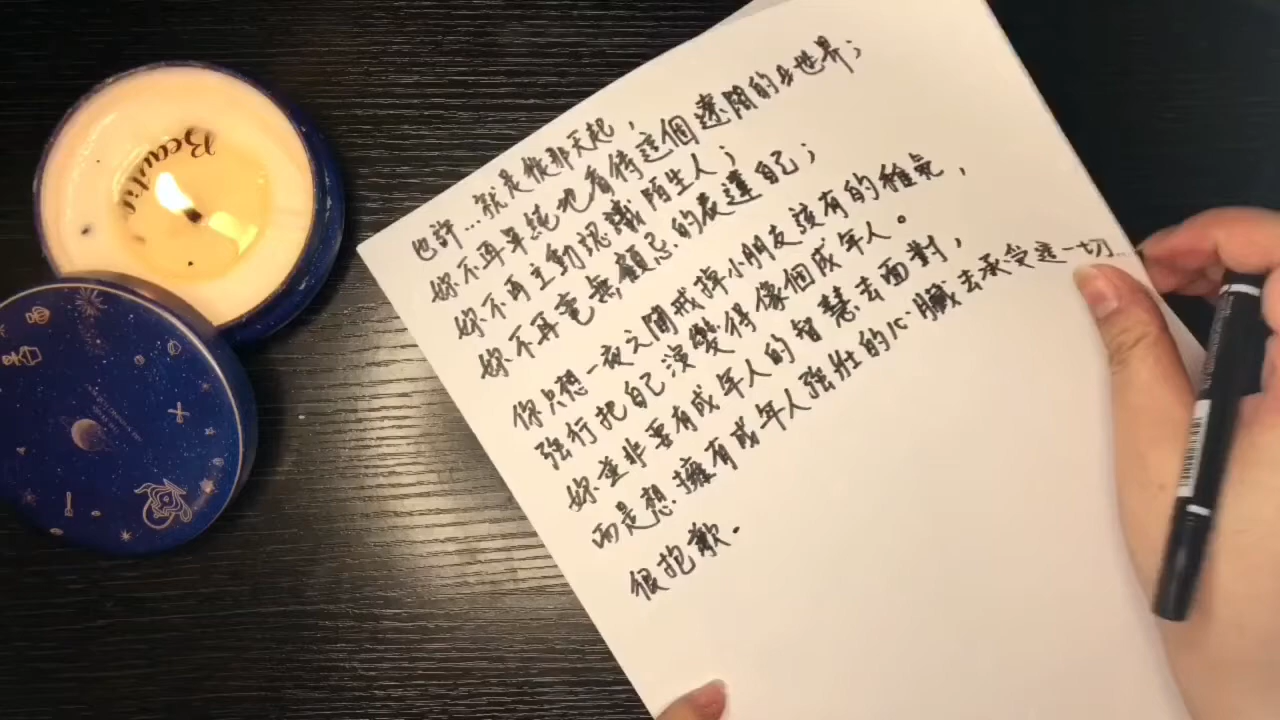 也許...就是從那天起，
妳不再單純地看待這個遼闊的世界；
妳不再主動認識陌生人；
妳不再毫無顧忌的表達自己；
你只想一夜之間戒掉小朋友該有的稚氣，
強行把自己演變得像個成年人。
妳並非要有成年人的智慧去面對，
而是想擁有成年人強壯的心臟去承受這一切...
很抱歉。
Beautiful